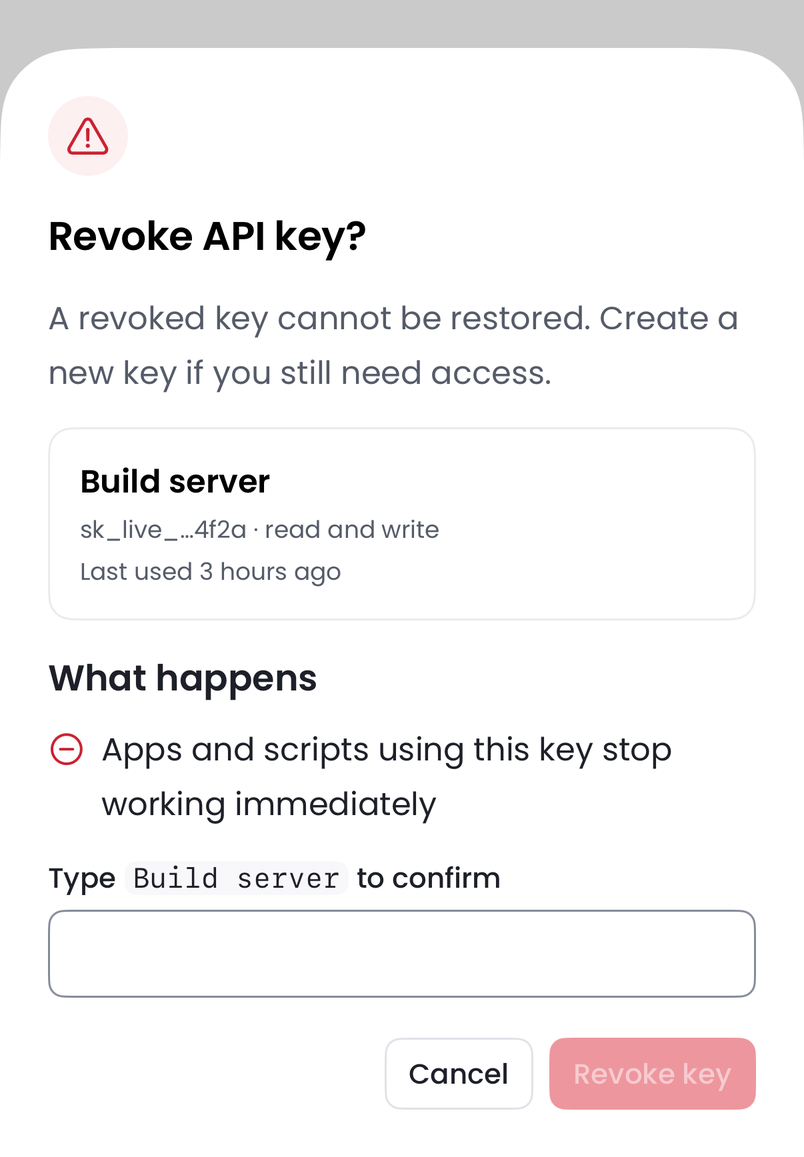 Revoke API key?
A revoked key cannot be restored. Create a
new key if you still need access.
Build server
sk_live_…4f2a · read and write
Last used 3 hours ago
What happens
Apps and scripts using this key stop
working immediately
Type Build server to confirm
Cancel Revoke key